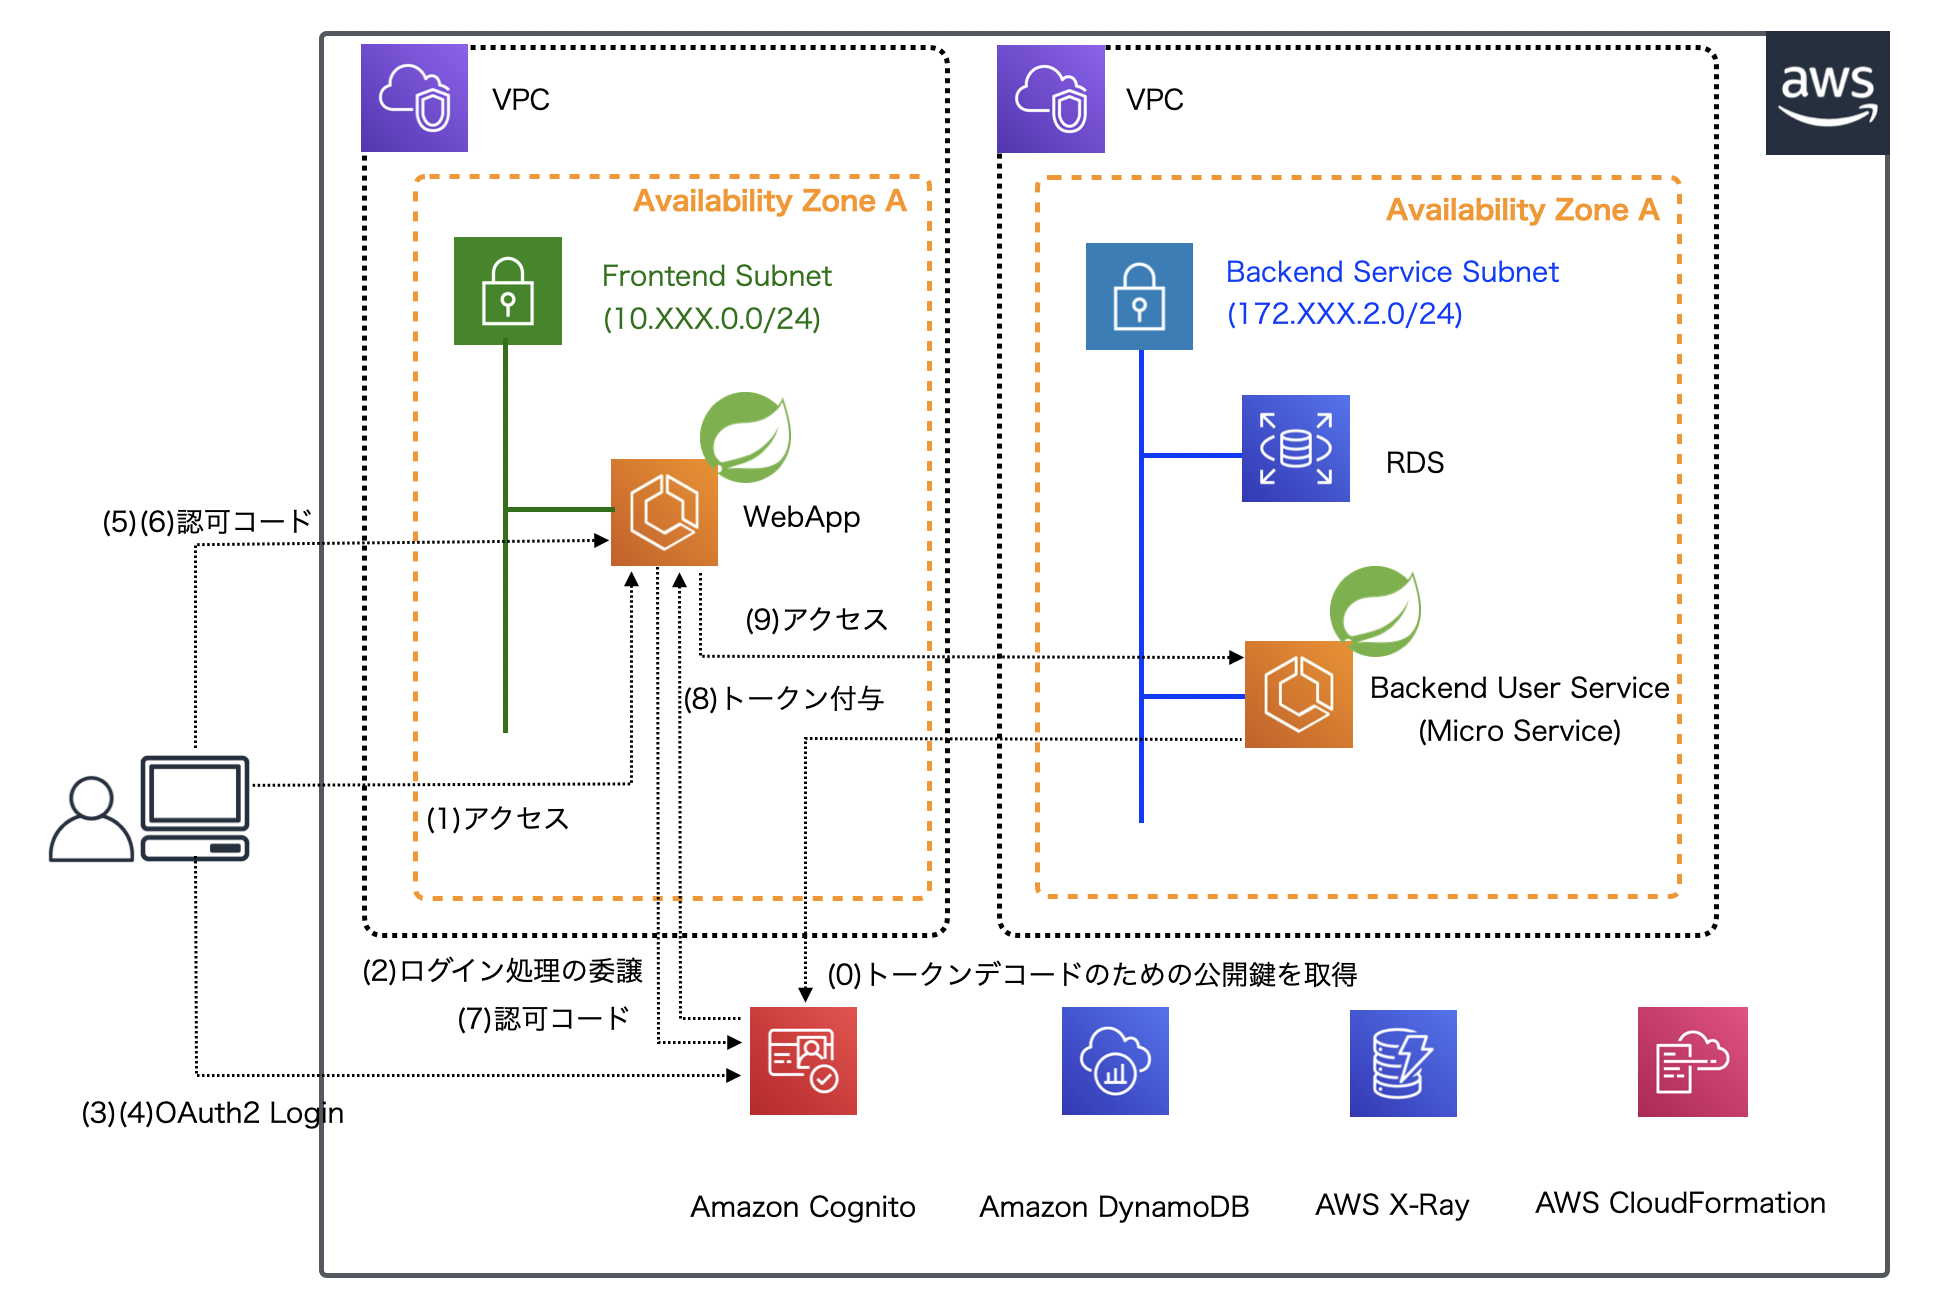 VPC
VPC
aws
Availability Zone A
Availability Zone A
Frontend Subnet
(10.XXX.0.0/24)
Backend Service Subnet
(172.XXX.2.0/24)
RDS
(5)(6)認可コード
WebApp
(9)アクセス
(8)トークン付与
Backend User Service
(Micro Service)
(1)アクセス
(2)ログイン処理の委譲
(0)トークンデコードのための公開鍵を取得
(7)認可コード
(3)(4)OAuth2 Login
Amazon Cognito
Amazon DynamoDB
AWS X-Ray
AWS CloudFormation